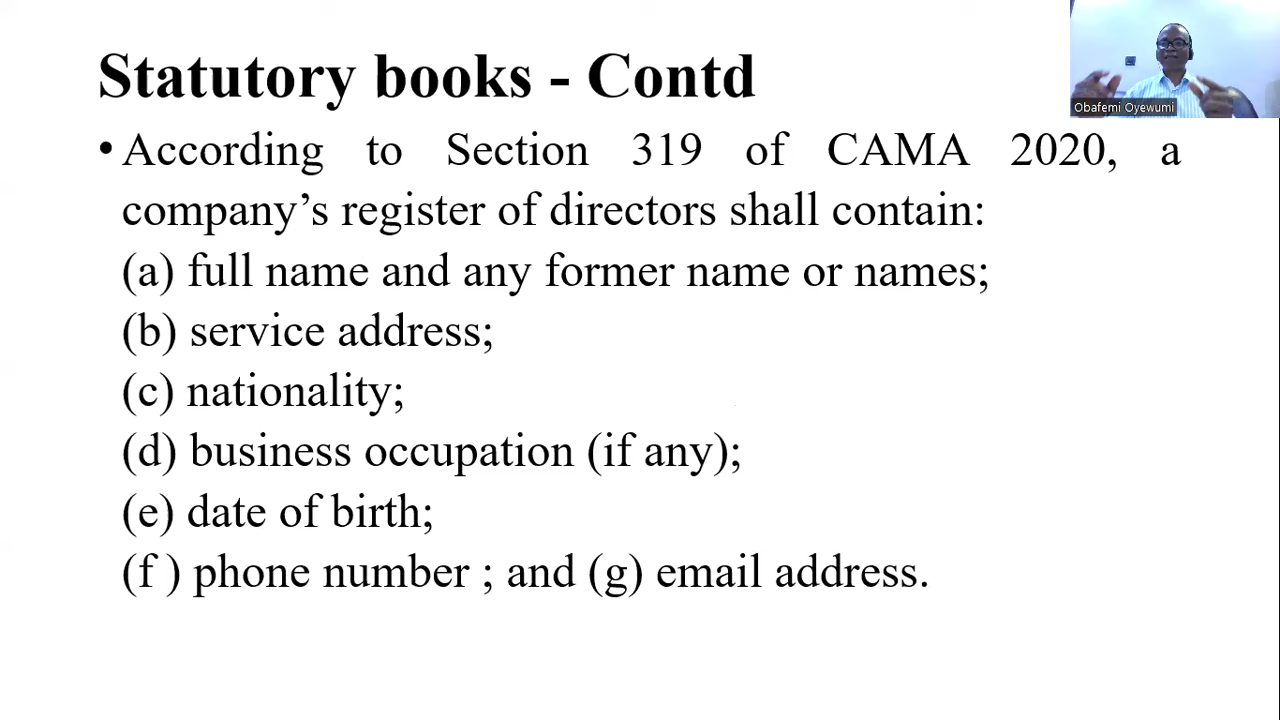 Statutory books - Contd
Obafemi Oyewumi
• According to Section 319 of CAMA 2020, a
company’s register of directors shall contain:
(a) full name and any former name or names;
(b) service address;
(c) nationality;
(d) business occupation (if any);
(e) date of birth;
(f ) phone number ; and (g) email address.